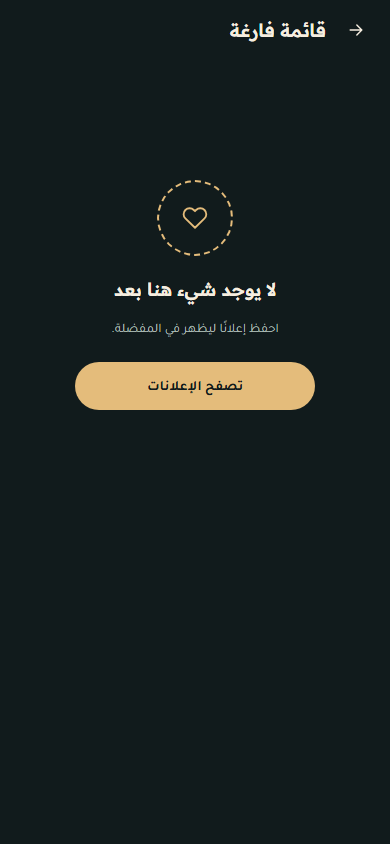 قائمة فارغة
لا يوجد شيء هنا بعد
احفظ إعلانًا ليظهر في المفضلة.
تصفح الإعلانات